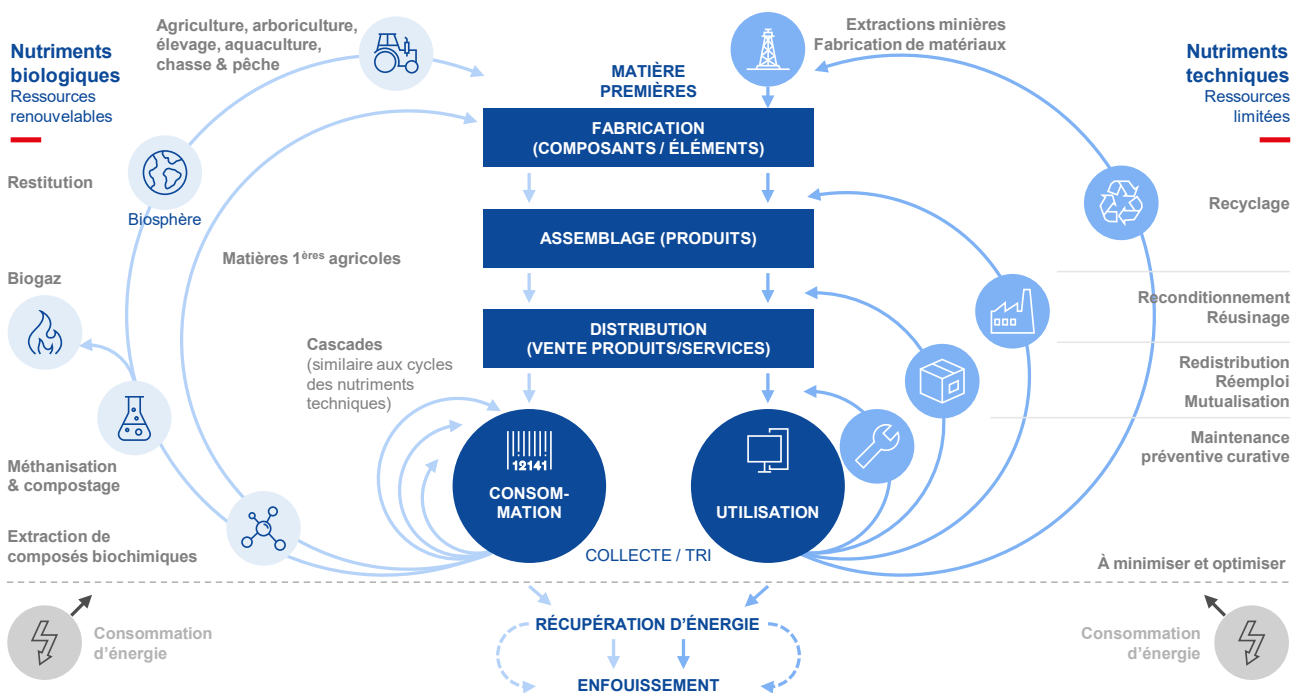 Nutriments
biologiques
Ressources
renouvelables
Agriculture, arboriculture,
élevage, aquaculture,
chasse & pêche
Extractions minières
Fabrication de matériaux
Nutriments
techniques
Ressources
limitées
MATIÈRE
PREMIÈRES
FABRICATION
(COMPOSANTS / ÉLÉMENTS)
Restitution
Biosphère
Recyclage
ASSEMBLAGE (PRODUITS)
Matières 1ères agricoles
Biogaz
Reconditionnement
Réusinage
DISTRIBUTION
(VENTE PRODUITS/SERVICES)
Cascades
(similaire aux cycles
des nutriments
techniques)
Redistribution
Réemploi
Mutualisation
Maintenance
préventive curative
12141
CONSOM-
MATION
UTILISATION
Méthanisation
& compostage
Extraction de
composés biochimiques
COLLECTE / TRI
À minimiser et optimiser
Consommation
d’énergie
RÉCUPÉRATION D’ÉNERGIE
Consommation
d’énergie
ENFOUISSEMENT